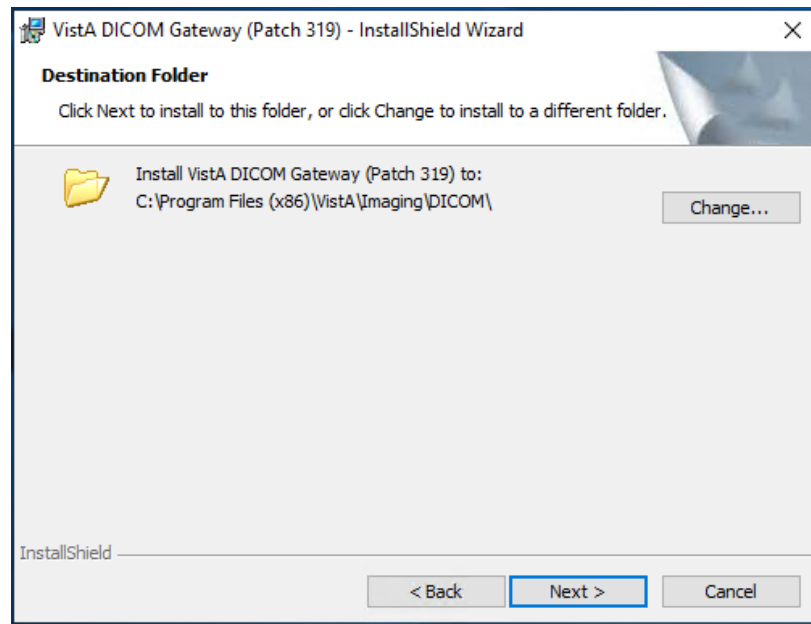 VistA DICOM Gateway (Patch 319) - InstallShield Wizard
Destination Folder
Click Next to install to this folder, or click Change to install to a different folder.
Install VistA DICOM Gateway (Patch 319) to:
C:\Program Files (x86)\VistA\Imaging\DICOM\
Change...
InstallShield
< Back
Next >
Cancel